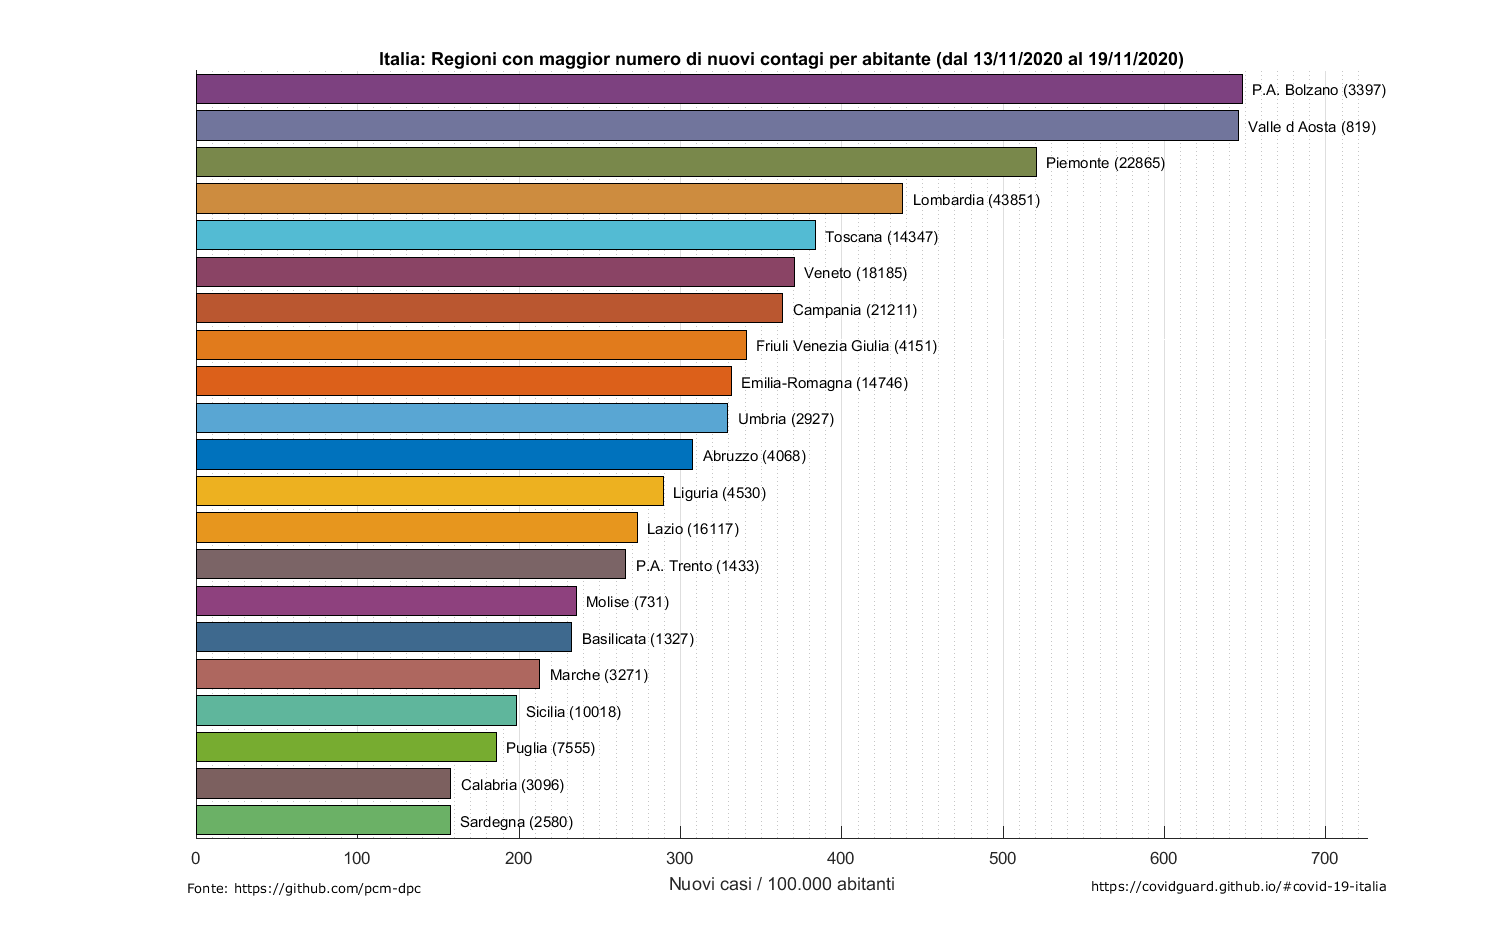 Italia: Regioni con maggior numero di nuovi contagi per abitante (dal 13/11/2020 al 19/11/2020)
P.A. Bolzano (3397)
Valle d Aosta (819)
Piemonte (22865)
Lombardia (43851)
Toscana (14347)
Veneto (18185)
Campania (21211)
Friuli Venezia Giulia (4151)
Emilia-Romagna (14746)
Umbria (2927)
Abruzzo (4068)
Liguria (4530)
Lazio (16117)
P.A. Trento (1433)
Molise (731)
Basilicata (1327)
Marche (3271)
Sicilia (10018)
Puglia (7555)
Calabria (3096)
Sardegna (2580)
0 100 200 300 400 500 600 700
Nuovi casi / 100.000 abitanti
Fonte: https://github.com/pcm-dpc
https://covidguard.github.io/#covid-19-italia